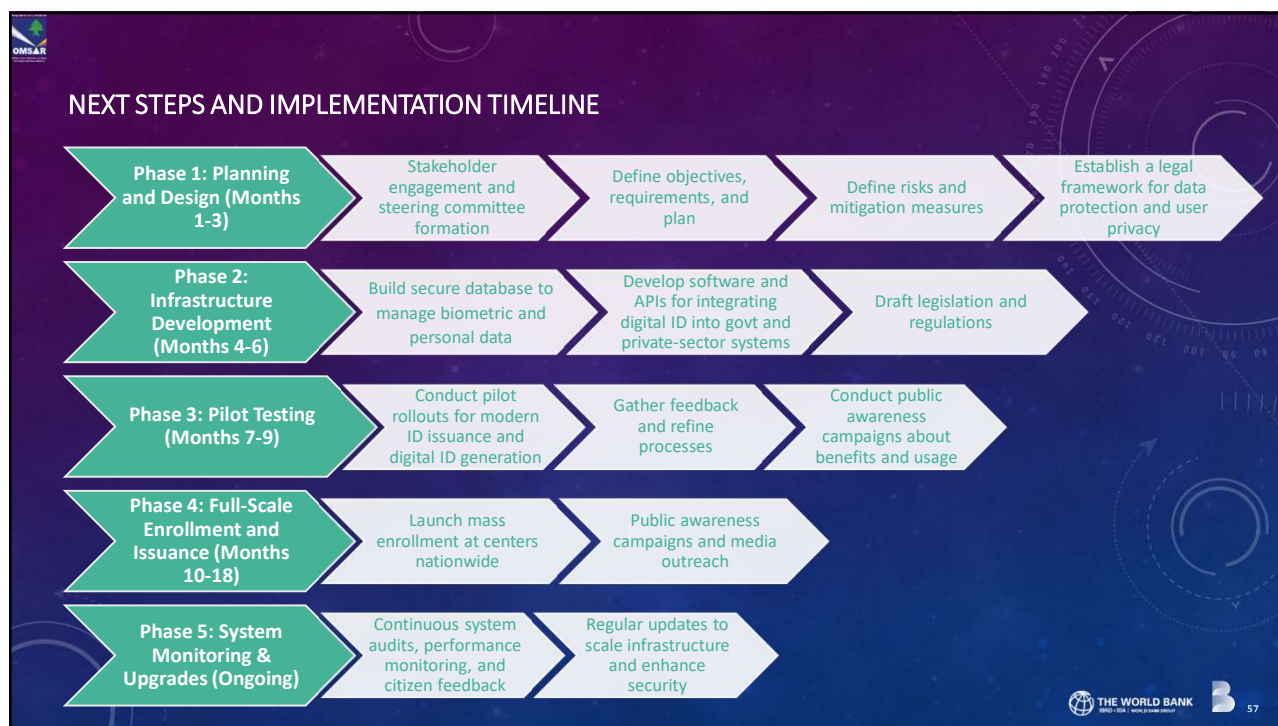 OMSAR
NEXT STEPS AND IMPLEMENTATION TIMELINE
Phase 1: Planning
and Design (Months
1-3)
Stakeholder
engagement and
steering committee
formation
Define objectives,
requirements, and
plan
Define risks and
mitigation measures
Establish a legal
framework for data
protection and user
privacy
Phase 2:
Infrastructure
Development
(Months 4-6)
Build secure database to
manage biometric and
personal data
Develop software and
APIs for integrating
digital ID into govt and
private-sector systems
Draft legislation and
regulations
Phase 3: Pilot Testing
(Months 7-9)
Conduct pilot
rollouts for modern
ID issuance and
digital ID generation
Gather feedback
and refine
processes
Conduct public
awareness
campaigns about
benefits and usage
Phase 4: Full-Scale
Enrollment and
Issuance (Months
10-18)
Launch mass
enrollment at centers
nationwide
Public awareness
campaigns and media
outreach
Phase 5: System
Monitoring &
Upgrades (Ongoing)
Continuous system
audits, performance
monitoring, and
citizen feedback
Regular updates to
scale infrastructure
and enhance
security
THE WORLD BANK
IBRD • IDA | WORLD BANK GROUP
57